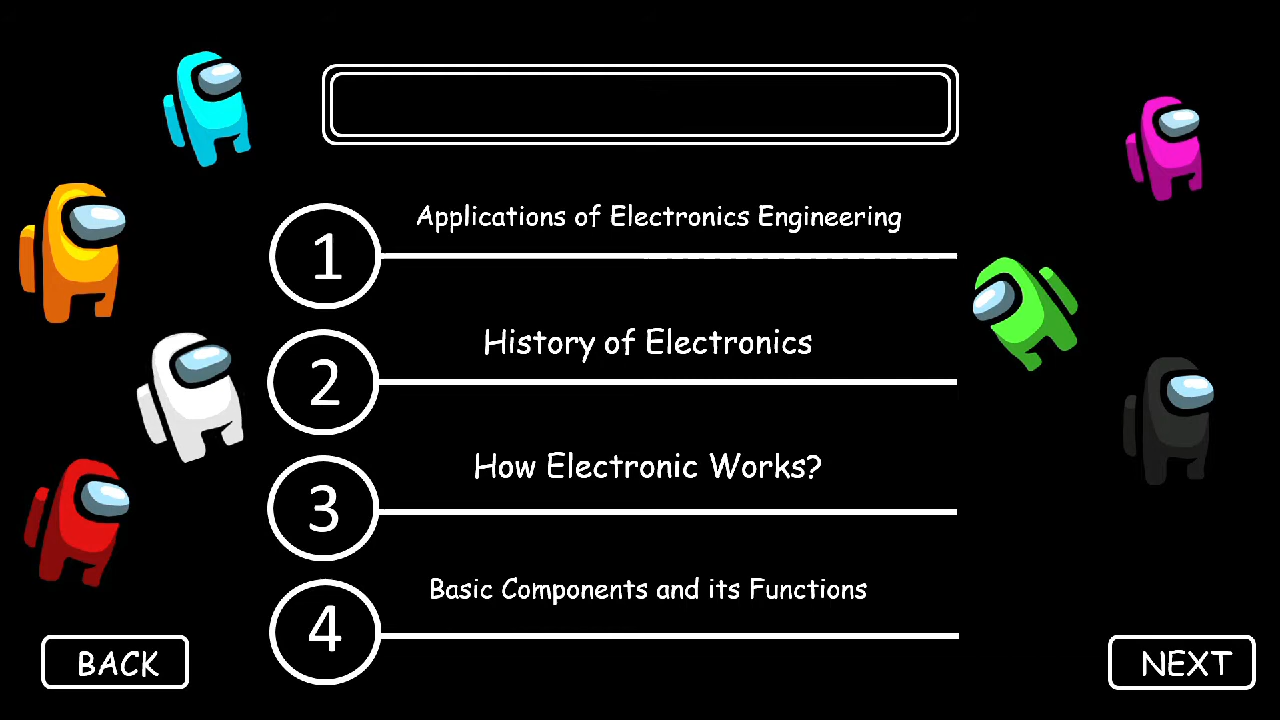 1
Applications of Electronics Engineering
2
History of Electronics
3
How Electronic Works?
4
Basic Components and its Functions
BACK
NEXT